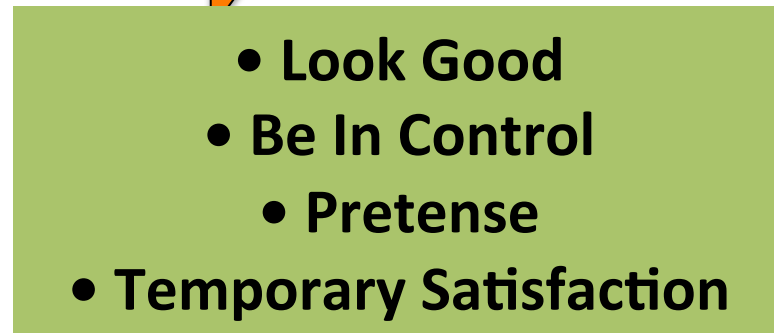 • Look Good
• Be In Control
• Pretense
• Temporary Satisfaction